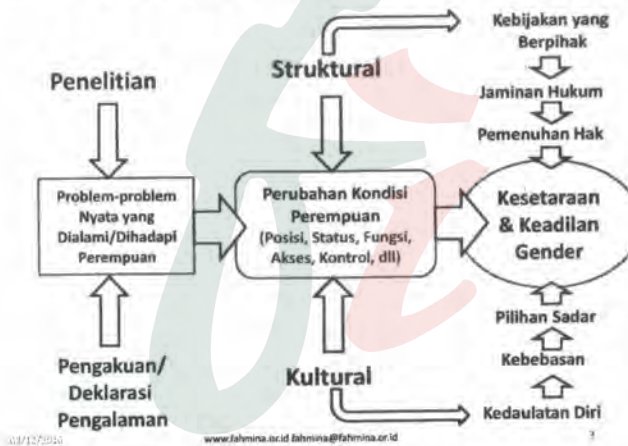 Kebijakan yang
Berpihak
Struktural
Penelitian
Jaminan Hukum
Pemenuhan Hak
Problem-problem
Nyata yang
Dialami/Dihadapi
Perempuan
Perubahan Kondisi
Perempuan
(Posisi, Status, Fungsi,
Akses, Kontrol, dll)
Kesetaraan
& Keadilan
Gender
Pilihan Sadar
Kebebasan
Kedaulatan Diri
Pengakuan/
Deklarasi
Pengalaman
Kultural
www.fahmina.or.id fahmina@fahmina.or.id